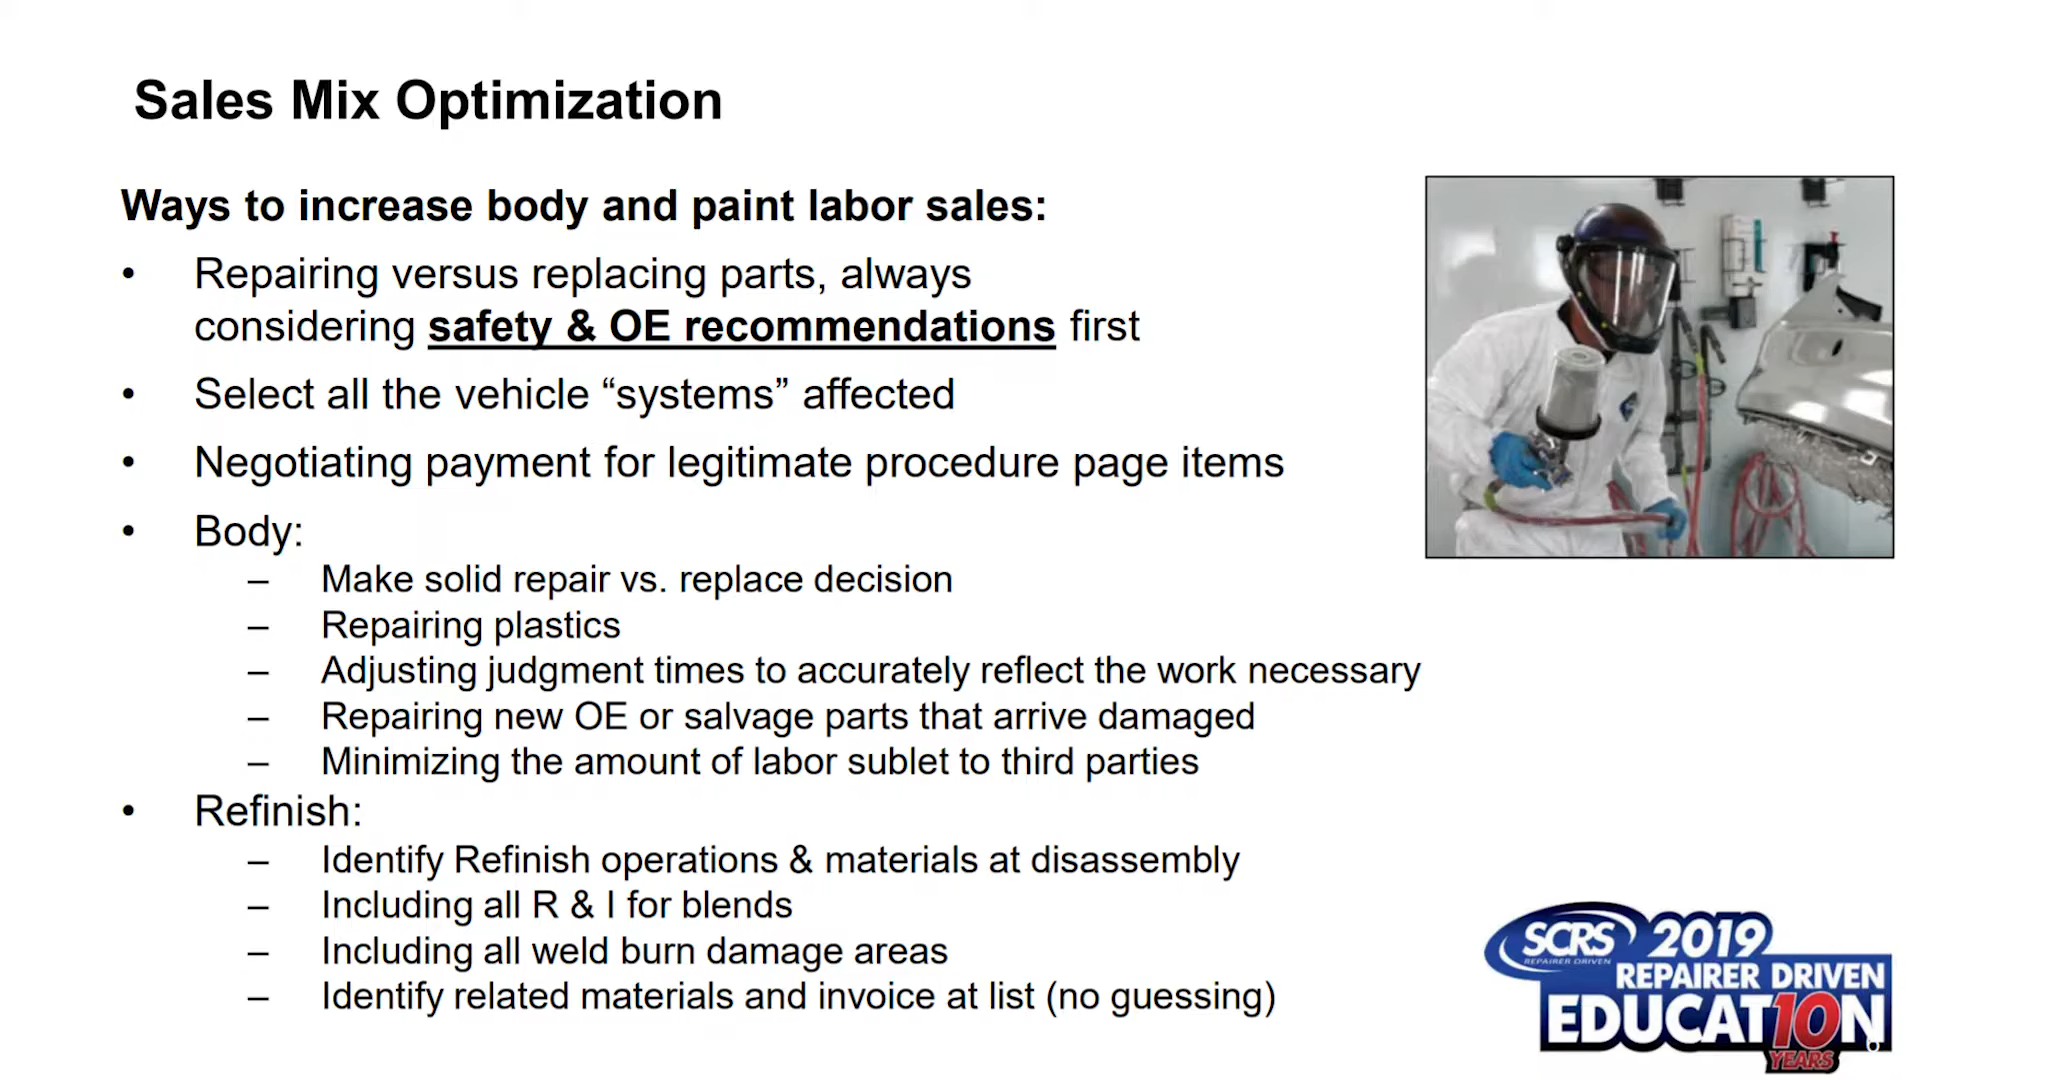 Sales Mix Optimization
Ways to increase body and paint labor sales:
• Repairing versus replacing parts, always
considering safety & OE recommendations first
• Select all the vehicle “systems” affected
• Negotiating payment for legitimate procedure page items
• Body:
– Make solid repair vs. replace decision
– Repairing plastics
– Adjusting judgment times to accurately reflect the work necessary
– Repairing new OE or salvage parts that arrive damaged
– Minimizing the amount of labor sublet to third parties
• Refinish:
– Identify Refinish operations & materials at disassembly
– Including all R & I for blends
– Including all weld burn damage areas
– Identify related materials and invoice at list (no guessing)
SCRS 2019
REPAIRER DRIVEN
REPAIRER DRIVEN
EDUCAT10N
YEARS